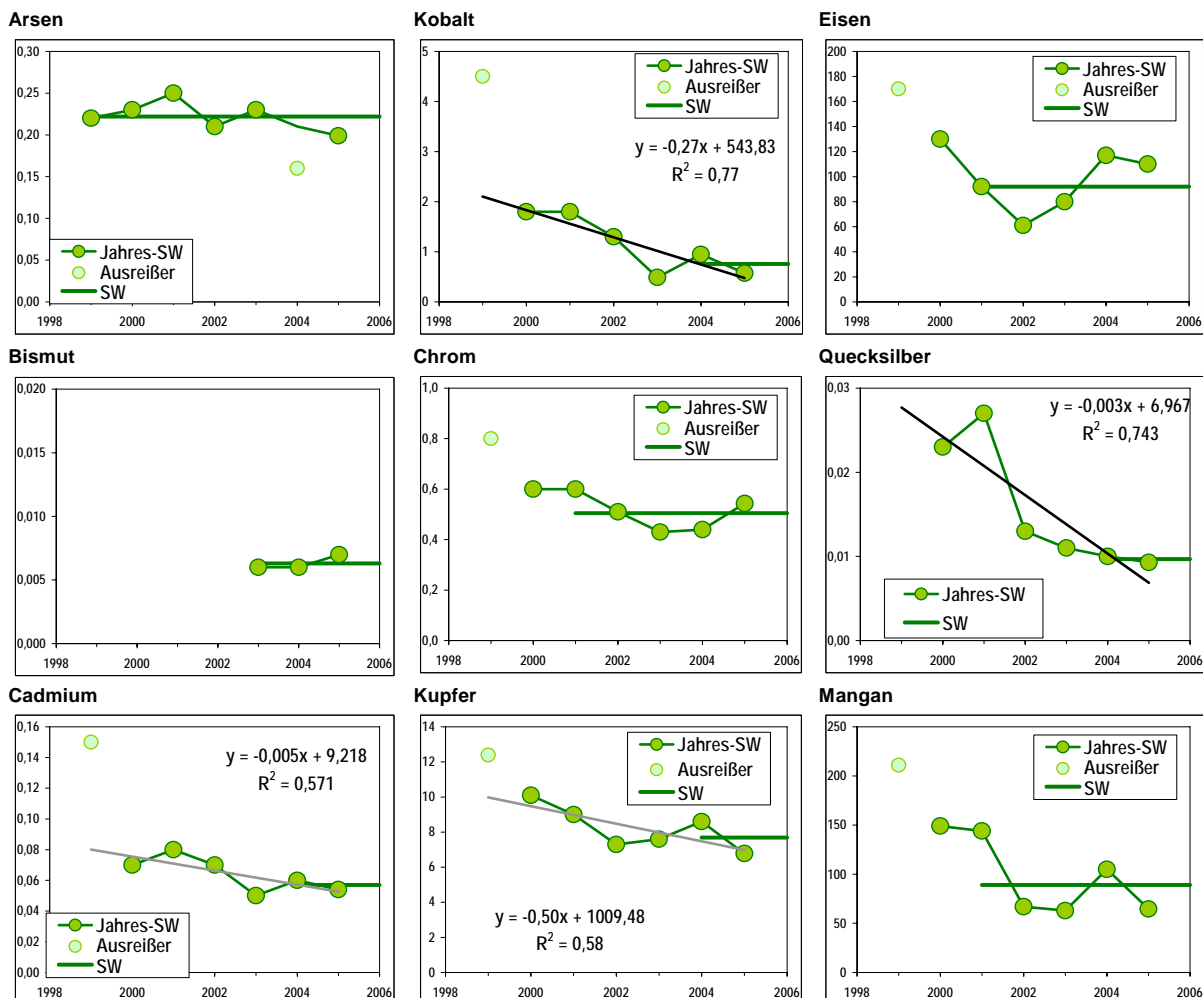 Arsen
0,30
0,25
0,20
0,15
0,10
0,05
0,00
1998 2000 2002 2004 2006
Jahres-SW
Ausreißer
SW
Kobalt
5
4
3
2
1
0
1998 2000 2002 2004 2006
Jahres-SW
Ausreißer
SW
y = -0,27x + 543,83
R² = 0,77
Eisen
200
180
160
140
120
100
80
60
40
20
0
1998 2000 2002 2004 2006
Jahres-SW
Ausreißer
SW
Bismut
0,020
0,015
0,010
0,005
0,000
1998 2000 2002 2004 2006
Chrom
1,0
0,8
0,6
0,4
0,2
0,0
1998 2000 2002 2004 2006
Jahres-SW
Ausreißer
SW
Quecksilber
0,03
0,02
0,01
0,00
1998 2000 2002 2004 2006
y = -0,003x + 6,967
R² = 0,743
Jahres-SW
SW
Cadmium
0,16
0,14
0,12
0,10
0,08
0,06
0,04
0,02
0,00
1998 2000 2002 2004 2006
y = -0,005x + 9,218
R² = 0,571
Jahres-SW
Ausreißer
SW
Kupfer
14
12
10
8
6
4
2
0
1998 2000 2002 2004 2006
Jahres-SW
Ausreißer
SW
y = -0,50x + 1009,48
R² = 0,58
Mangan
250
200
150
100
50
0
1998 2000 2002 2004 2006
Jahres-SW
Ausreißer
SW